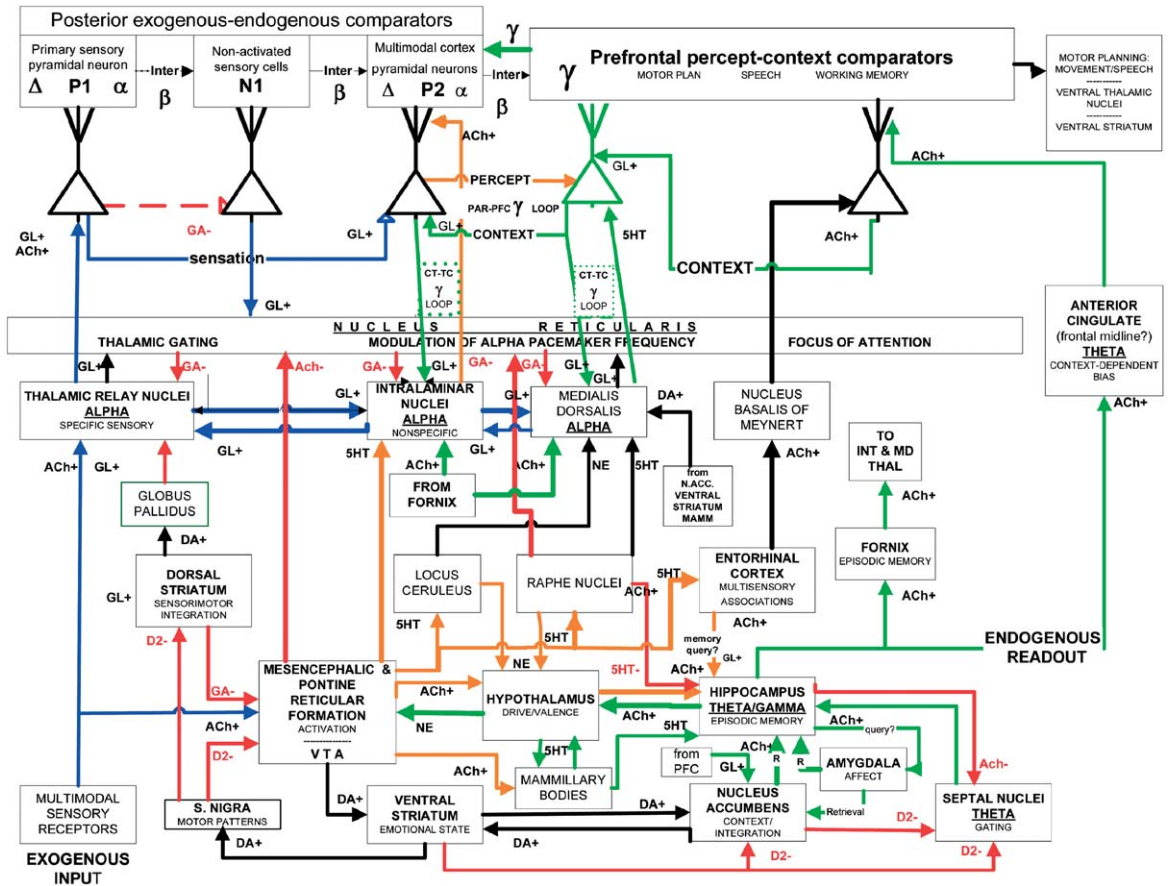 Posterior exogenous-endogenous comparators
Primary sensory
pyramidal neuron
Δ P1 α
Inter
β
Non-activated
sensory cells
N1
Inter
β
Multimodal cortex
pyramidal neurons
Δ P2 α
Inter
β
γ
Prefrontal percept-context comparators
γ
MOTOR PLAN SPEECH WORKING MEMORY
MOTOR PLANNING:
MOVEMENT/SPEECH
-----------
VENTRAL THALAMIC
NUCLEI
-----------
VENTRAL STRIATUM
ACh+
GL+
ACh+
PERCEPT
PAR-PFC γ LOOP
GA-
GL+
ACh+
sensation
GL+
GL+
CONTEXT
5HT
ACh+
CONTEXT
CT-TC
γ
LOOP
CT-TC
γ
LOOP
GL+
NUCLEUS RETICULARIS
THALAMIC GATING
MODULATION OF ALPHA PACEMAKER FREQUENCY
FOCUS OF ATTENTION
ANTERIOR
CINGULATE
(frontal midline?)
THETA
CONTEXT-DEPENDENT
BIAS
GL+
GA-
Ach-
GA-
GL+
GA-
GA-
GL+
GL+
THALAMIC RELAY NUCLEI
ALPHA
SPECIFIC SENSORY
GL+
GL+
INTRALAMINAR
NUCLEI
ALPHA
NONSPECIFIC
GL+
GL+
MEDIALIS
DORSALIS
ALPHA
DA+
NUCLEUS
BASALIS OF
MEYNERT
ACh+
TO
INT & MD
THAL
ACh+
GL+
5HT
ACh+
FROM
FORNIX
ACh+
NE
5HT
from
N.ACC.
VENTRAL
STRIATUM
MAMM
ACh+
ACh+
GLOBUS
PALLIDUS
DA+
DORSAL
STRIATUM
SENSORIMOTOR
INTEGRATION
GL+
D2-
LOCUS
CERULEUS
RAPHE NUCLEI
5HT
ACh+
ENTORHINAL
CORTEX
MULTISENSORY
ASSOCIATIONS
FORNIX
EPISODIC MEMORY
ACh+
5HT
5HT
ACh+
memory
query?
GL+
ENDOGENOUS
READOUT
GA-
MESENCEPHALIC &
PONTINE
RETICULAR
FORMATION
ACTIVATION
--------------
VTA
ACh+
D2-
NE
ACh+
NE
HYPOTHALAMUS
DRIVE/VALENCE
5HT-
ACh+
ACh+
HIPPOCAMPUS
THETA/GAMMA
EPISODIC MEMORY
ACh+
query?
5HT
5HT
ACh+
MAMMILLARY
BODIES
from
PFC
GL+
ACh+
R
R
AMYGDALA
AFFECT
Ach-
MULTIMODAL
SENSORY
RECEPTORS
EXOGENOUS
INPUT
S. NIGRA
MOTOR PATTERNS
DA+
DA+
VENTRAL
STRIATUM
EMOTIONAL STATE
DA+
DA+
NUCLEUS
ACCUMBENS
CONTEXT/
INTEGRATION
Retrieval
D2-
D2-
D2-
SEPTAL NUCLEI
THETA
GATING